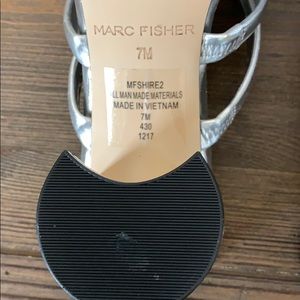 MARC FISHER
7M
MFSHIRE2
ALL MAN MADE MATERIALS
MADE IN VIETNAM
7M
430
1217